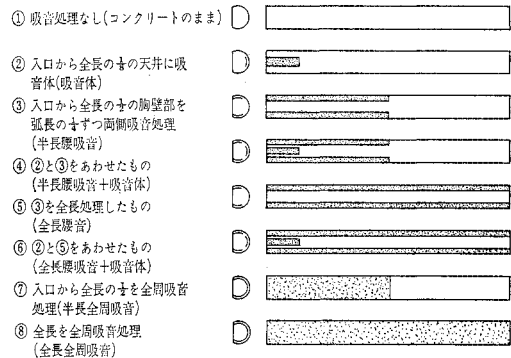 ① 吸音処理なし(コンクリートのまま)
② 入口から全長の⅛の天井に吸
音体(吸音体)
③ 入口から全長の½の胸壁部を
弧長の⅙ずつ両側吸音処理
(半長腰吸音)
④ ②と③をあわせたもの
(半長腰吸音+吸音体)
⑤ ③を全長処理したもの
(全長腰音)
⑥ ②と⑤をあわせたもの
(全長腰吸音+吸音体)
⑦ 入口から全長の½を全周吸音
処理(半長全周吸音)
⑧ 全長を全周吸音処理
(全長全周吸音)